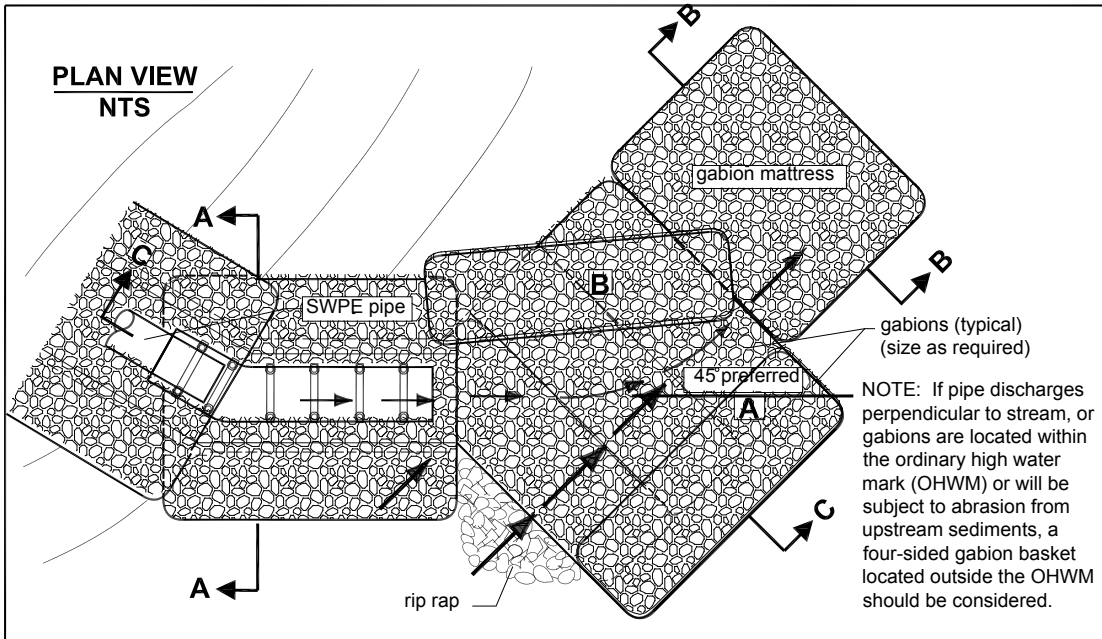 PLAN VIEW
NTS
B
A
C
gabion mattress
SWPE pipe
B
B
gabions (typical)
(size as required)
45° preferred
A
NOTE: If pipe discharges
perpendicular to stream, or
gabions are located within
the ordinary high water
mark (OHWM) or will be
subject to abrasion from
upstream sediments, a
four-sided gabion basket
located outside the OHWM
should be considered.
C
A
rip rap